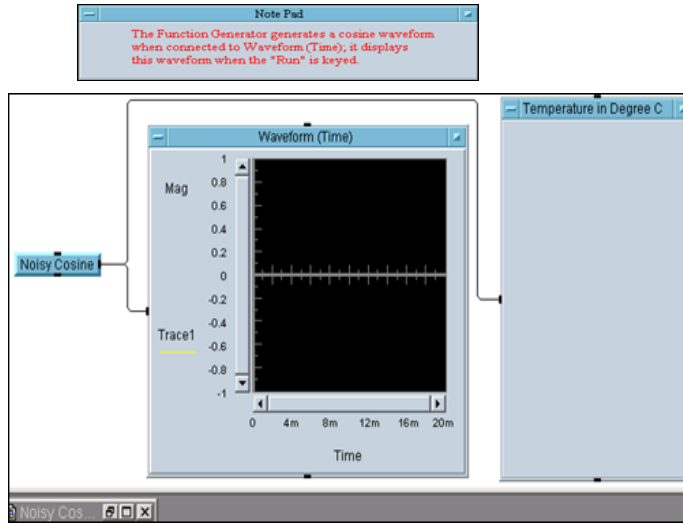 Note Pad
The Function Generator generates a cosine waveform
when connected to Waveform (Time); it displays
this waveform when the "Run" is keyed.
Temperature in Degree C
Waveform (Time)
Mag
1
0.8
0.6
0.4
0.2
0
-0.2
-0.4
-0.6
-0.8
-1
Noisy Cosine
Trace1
0 4m 8m 12m 16m 20m
Time
Noisy Cos...